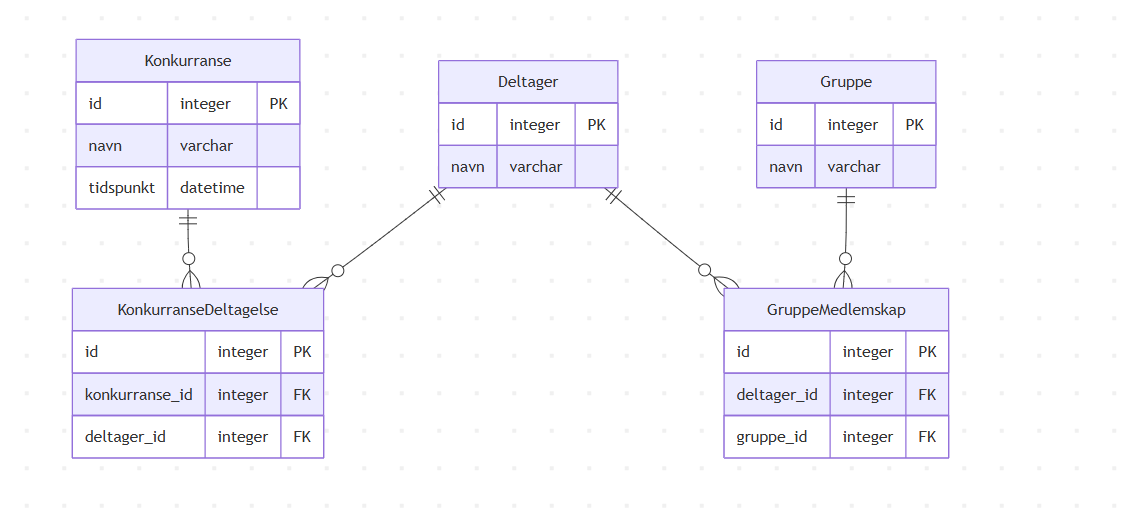 Konkurranse
id integer PK
navn varchar
tidspunkt datetime
Deltager
id integer PK
navn varchar
Gruppe
id integer PK
navn varchar
KonkurranseDeltagelse
id integer PK
konkurranse_id integer FK
deltager_id integer FK
GruppeMedlemskap
id integer PK
deltager_id integer FK
gruppe_id integer FK